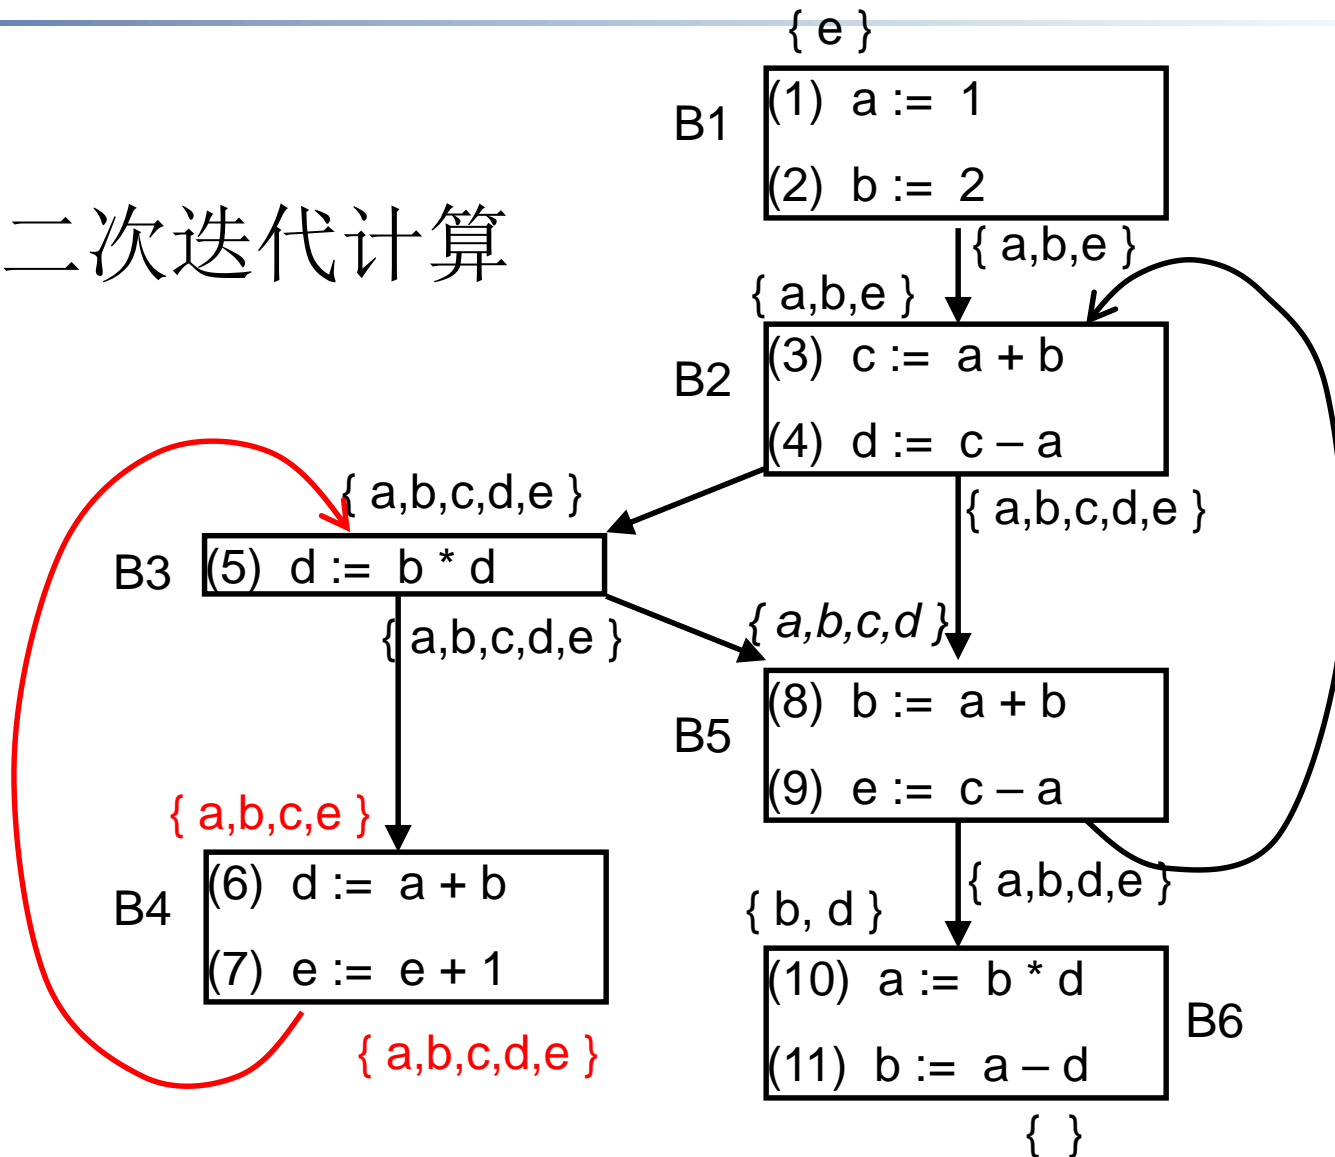 { e }
B1
(1) a := 1
(2) b := 2
二次迭代计算
{ a,b,e }
{ a,b,e }
B2
(3) c := a + b
(4) d := c – a
{ a,b,c,d,e }
{ a,b,c,d,e }
B3
(5) d := b * d
{ a,b,c,d,e }
{ a,b,c,d }
B5
(8) b := a + b
(9) e := c – a
{ a,b,c,e }
B4
(6) d := a + b
(7) e := e + 1
{ a,b,c,d,e }
{ a,b,d,e }
{ b, d }
(10) a := b * d
(11) b := a – d
B6
{ }